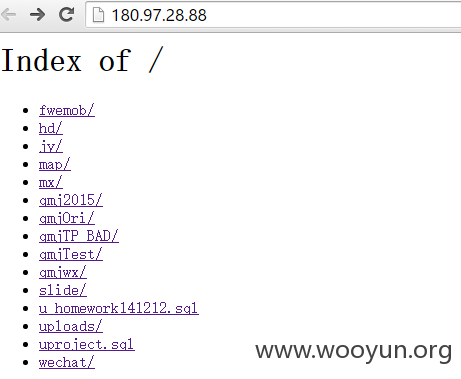 180.97.28.88
Index of /
fwemob/
hd/
jy/
map/
mx/
qmj2015/
qmjOri/
qmjTP_BAD/
qmjTest/
qmjwx/
slide/
u_homework141212.sql
uploads/
uproject.sql
wechat/
www.wooyun.org